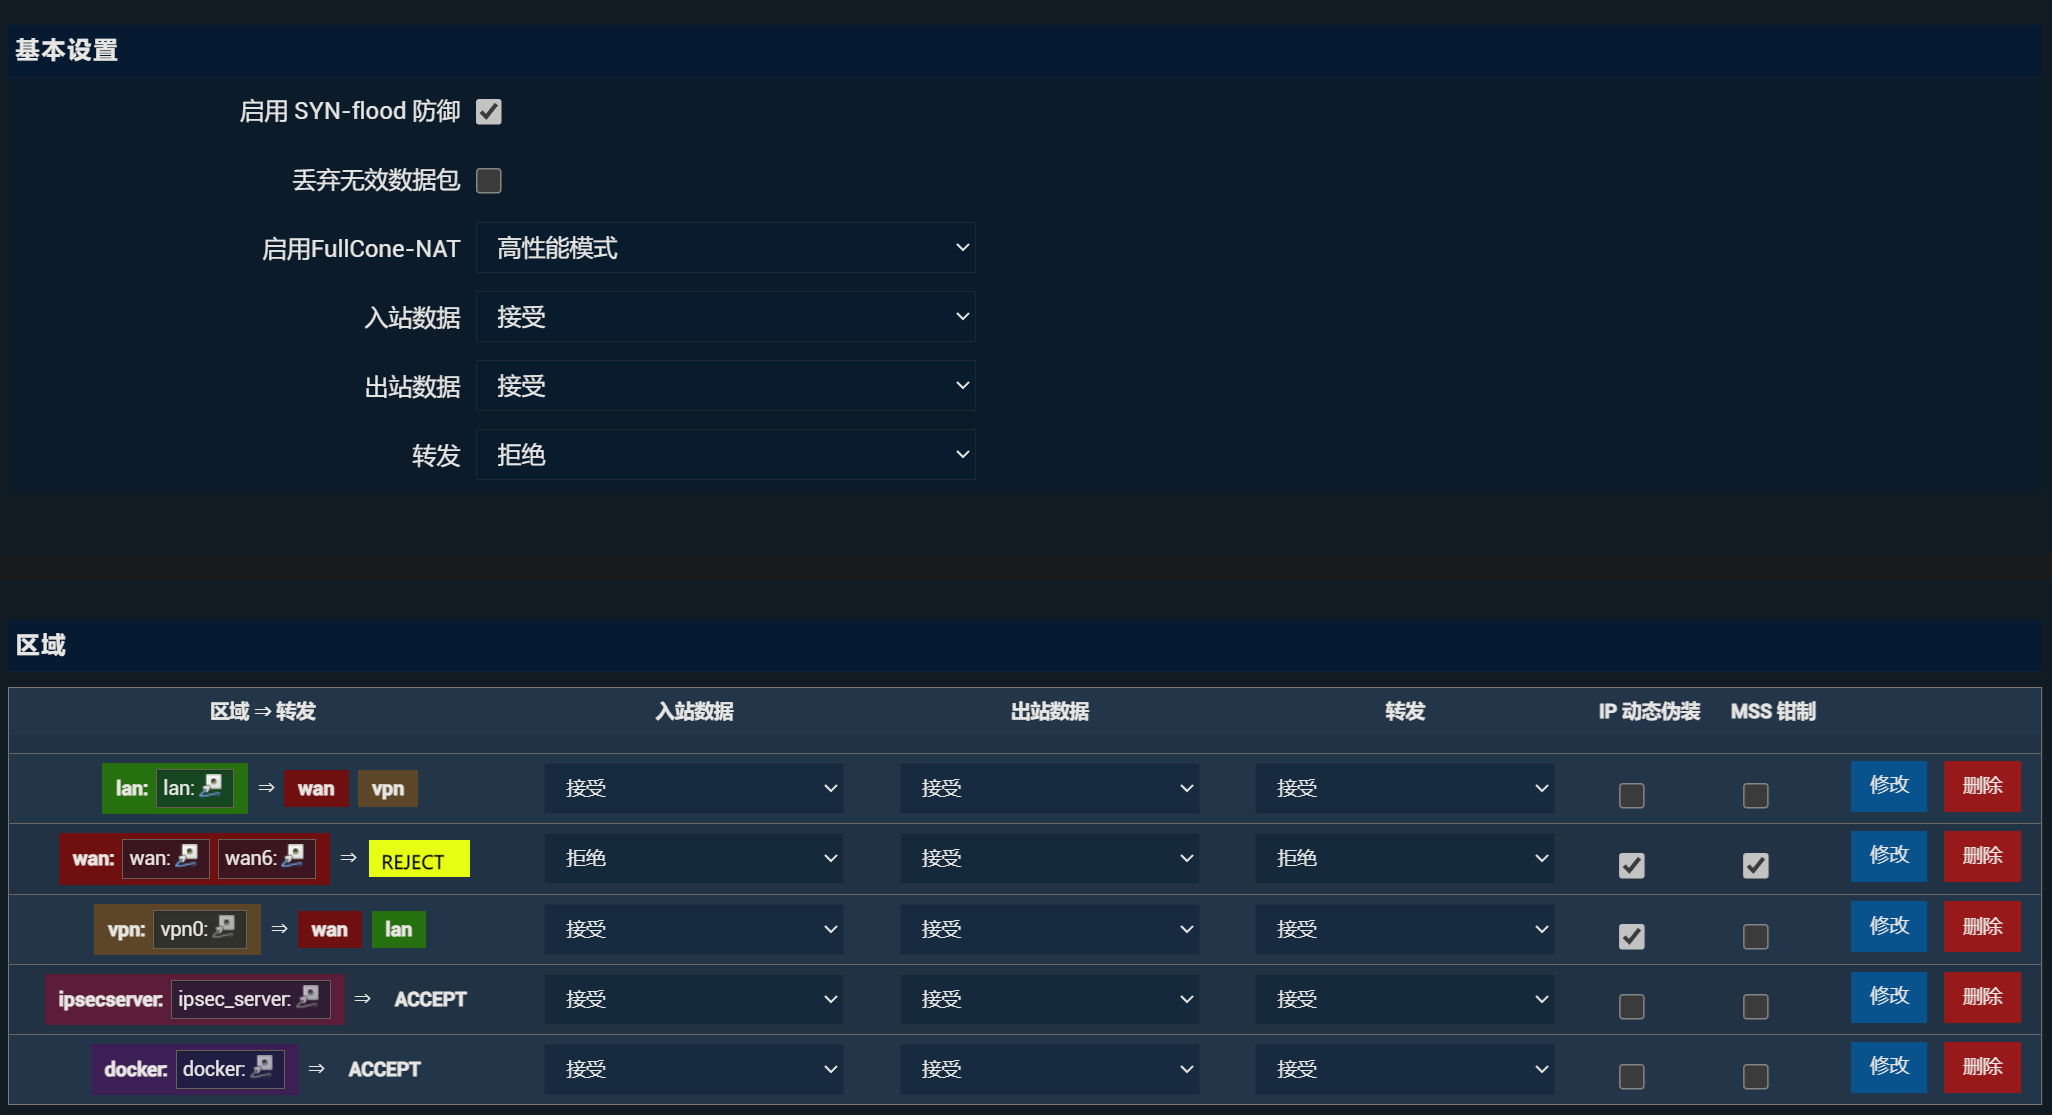 基本设置
启用 SYN-flood 防御
丢弃无效数据包
启用FullCone-NAT 高性能模式
入站数据 接受
出站数据 接受
转发 拒绝
区域
区域 ⇒ 转发 入站数据 出站数据 转发 IP 动态伪装 MSS 钳制
lan: lan: ⇒ wan vpn 接受 接受 接受 修改 删除
wan: wan: wan6: ⇒ REJECT 拒绝 接受 拒绝 修改 删除
vpn: vpn0: ⇒ wan lan 接受 接受 接受 修改 删除
ipsecserver: ipsec_server: ⇒ ACCEPT 接受 接受 接受 修改 删除
docker: docker: ⇒ ACCEPT 接受 接受 接受 修改 删除